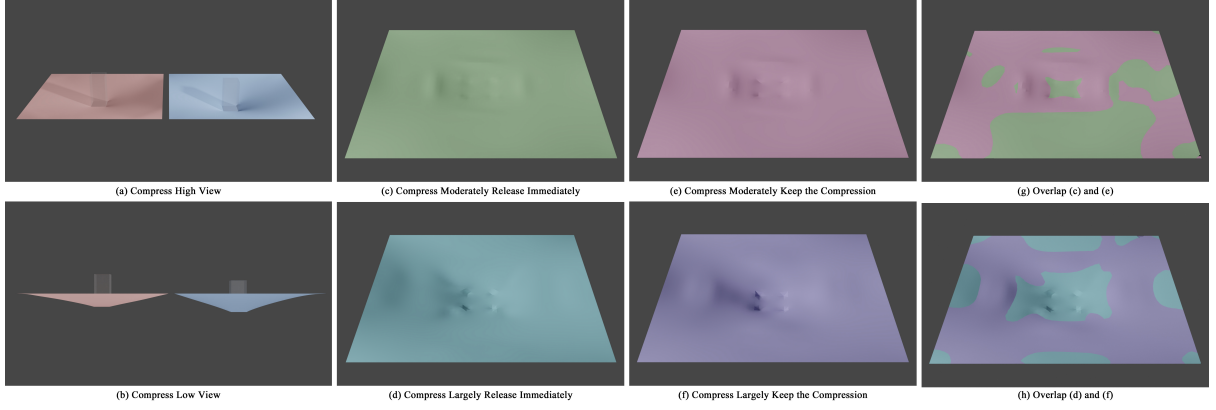 (a) Compress High View
(c) Compress Moderately Release Immediately
(e) Compress Moderately Keep the Compression
(g) Overlap (c) and (e)
(b) Compress Low View
(d) Compress Largely Release Immediately
(f) Compress Largely Keep the Compression
(h) Overlap (d) and (f)